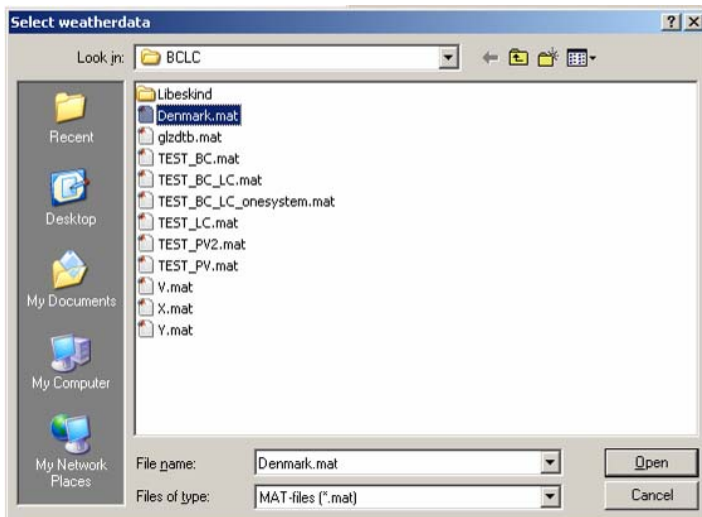 Select weatherdata
Look in: BCLC
Libeskind
Denmark.mat
glzdtb.mat
TEST_BC.mat
TEST_BC_LC.mat
TEST_BC_LC_onesystem.mat
TEST_LC.mat
TEST_PV2.mat
TEST_PV.mat
V.mat
X.mat
Y.mat
Recent
Desktop
My Documents
My Computer
My Network
Places
File name: Denmark.mat Open
Files of type: MAT-files (*.mat) Cancel